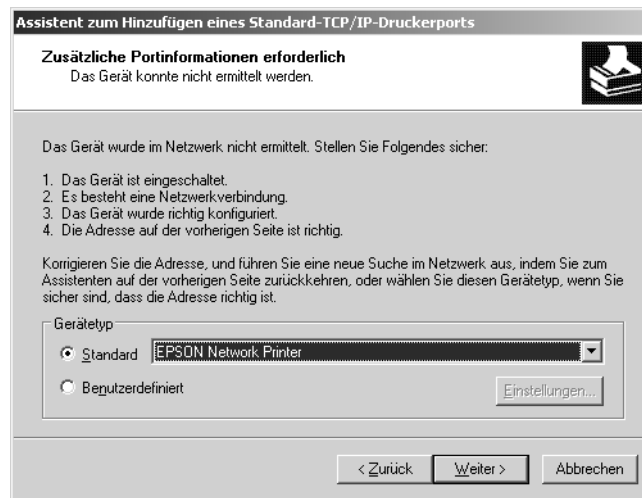 Assistent zum Hinzufügen eines Standard-TCP/IP-Druckerports
Zusätzliche Portinformationen erforderlich
Das Gerät konnte nicht ermittelt werden.
Das Gerät wurde im Netzwerk nicht ermittelt. Stellen Sie Folgendes sicher:
1. Das Gerät ist eingeschaltet.
2. Es besteht eine Netzwerkverbindung.
3. Das Gerät wurde richtig konfiguriert.
4. Die Adresse auf der vorherigen Seite ist richtig.
Korrigieren Sie die Adresse, und führen Sie eine neue Suche im Netzwerk aus, indem Sie zum
Assistenten auf der vorherigen Seite zurückkehren, oder wählen Sie diesen Gerätetyp, wenn Sie
sicher sind, dass die Adresse richtig ist.
Gerätetyp
Standard EPSON Network Printer
Benutzerdefiniert Einstellungen...
< Zurück Weiter > Abbrechen